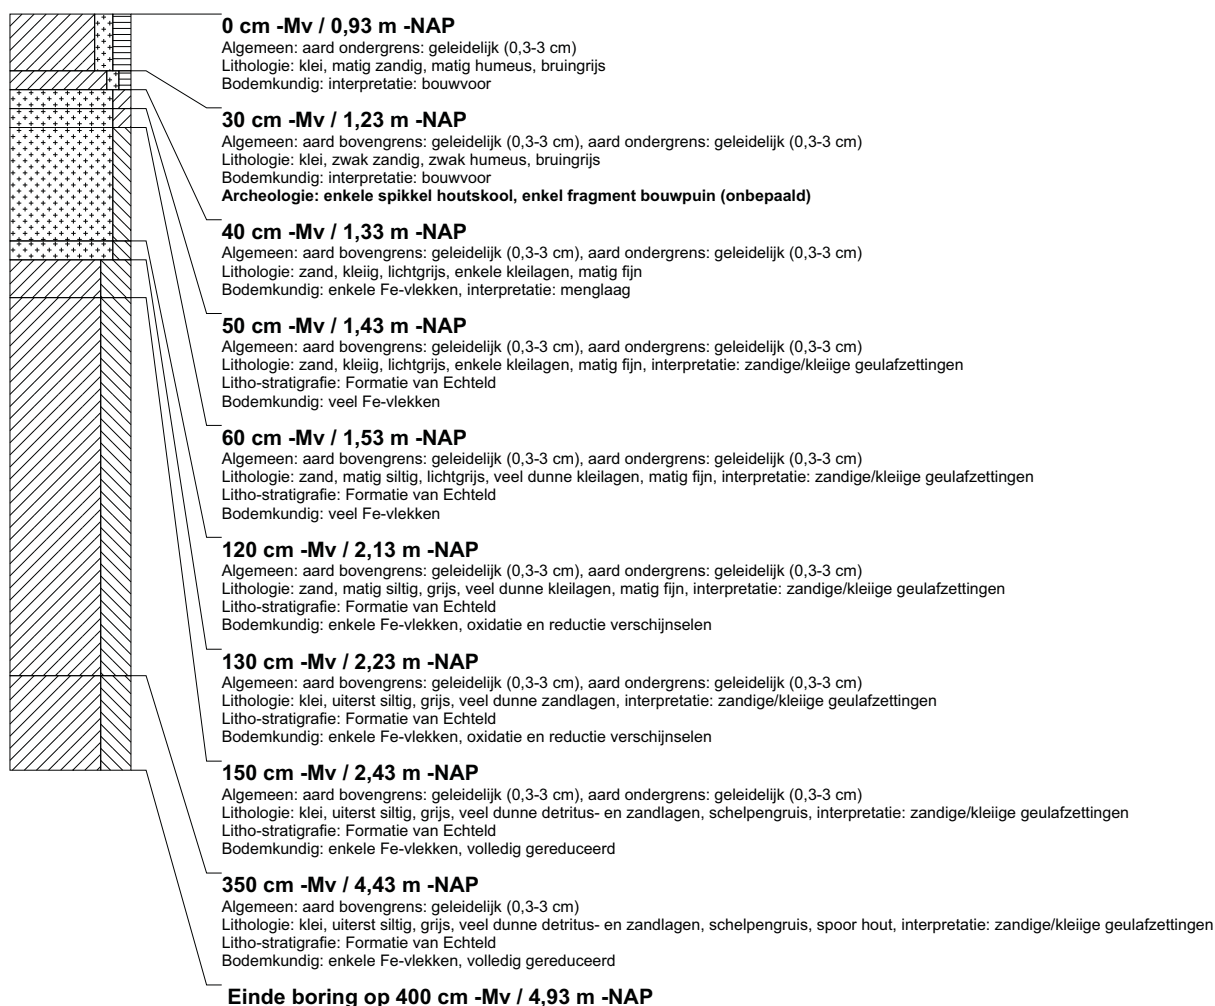 0 cm -Mv / 0,93 m -NAP
Algemeen: aard ondergrens: geleidelijk (0,3-3 cm)
Lithologie: klei, matig zandig, matig humeus, bruingrijs
Bodemkundig: interpretatie: bouwvoor
30 cm -Mv / 1,23 m -NAP
Algemeen: aard bovengrens: geleidelijk (0,3-3 cm), aard ondergrens: geleidelijk (0,3-3 cm)
Lithologie: klei, zwak zandig, zwak humeus, bruingrijs
Bodemkundig: interpretatie: bouwvoor
Archeologie: enkele spikkel houtskool, enkel fragment bouwpuin (onbepaald)
40 cm -Mv / 1,33 m -NAP
Algemeen: aard bovengrens: geleidelijk (0,3-3 cm), aard ondergrens: geleidelijk (0,3-3 cm)
Lithologie: zand, kleiig, lichtgrijs, enkele kleilagen, matig fijn
Bodemkundig: enkele Fe-vlekken, interpretatie: menglaag
50 cm -Mv / 1,43 m -NAP
Algemeen: aard bovengrens: geleidelijk (0,3-3 cm), aard ondergrens: geleidelijk (0,3-3 cm)
Lithologie: zand, kleiig, lichtgrijs, enkele kleilagen, matig fijn, interpretatie: zandige/kleiige geulafzettingen
Litho-stratigrafie: Formatie van Echteld
Bodemkundig: veel Fe-vlekken
60 cm -Mv / 1,53 m -NAP
Algemeen: aard bovengrens: geleidelijk (0,3-3 cm), aard ondergrens: geleidelijk (0,3-3 cm)
Lithologie: zand, matig siltig, lichtgrijs, veel dunne kleilagen, matig fijn, interpretatie: zandige/kleiige geulafzettingen
Litho-stratigrafie: Formatie van Echteld
Bodemkundig: veel Fe-vlekken
120 cm -Mv / 2,13 m -NAP
Algemeen: aard bovengrens: geleidelijk (0,3-3 cm), aard ondergrens: geleidelijk (0,3-3 cm)
Lithologie: zand, matig siltig, grijs, veel dunne kleilagen, matig fijn, interpretatie: zandige/kleiige geulafzettingen
Litho-stratigrafie: Formatie van Echteld
Bodemkundig: enkele Fe-vlekken, oxidatie en reductie verschijnselen
130 cm -Mv / 2,23 m -NAP
Algemeen: aard bovengrens: geleidelijk (0,3-3 cm), aard ondergrens: geleidelijk (0,3-3 cm)
Lithologie: klei, uiterst siltig, grijs, veel dunne zandlagen, interpretatie: zandige/kleiige geulafzettingen
Litho-stratigrafie: Formatie van Echteld
Bodemkundig: enkele Fe-vlekken, oxidatie en reductie verschijnselen
150 cm -Mv / 2,43 m -NAP
Algemeen: aard bovengrens: geleidelijk (0,3-3 cm), aard ondergrens: geleidelijk (0,3-3 cm)
Lithologie: klei, uiterst siltig, grijs, veel dunne detritus- en zandlagen, schelpengruis, interpretatie: zandige/kleiige geulafzettingen
Litho-stratigrafie: Formatie van Echteld
Bodemkundig: enkele Fe-vlekken, volledig gereduceerd
350 cm -Mv / 4,43 m -NAP
Algemeen: aard bovengrens: geleidelijk (0,3-3 cm)
Lithologie: klei, uiterst siltig, grijs, veel dunne detritus- en zandlagen, schelpengruis, spoor hout, interpretatie: zandige/kleiige geulafzettingen
Litho-stratigrafie: Formatie van Echteld
Bodemkundig: enkele Fe-vlekken, volledig gereduceerd
Einde boring op 400 cm -Mv / 4,93 m -NAP